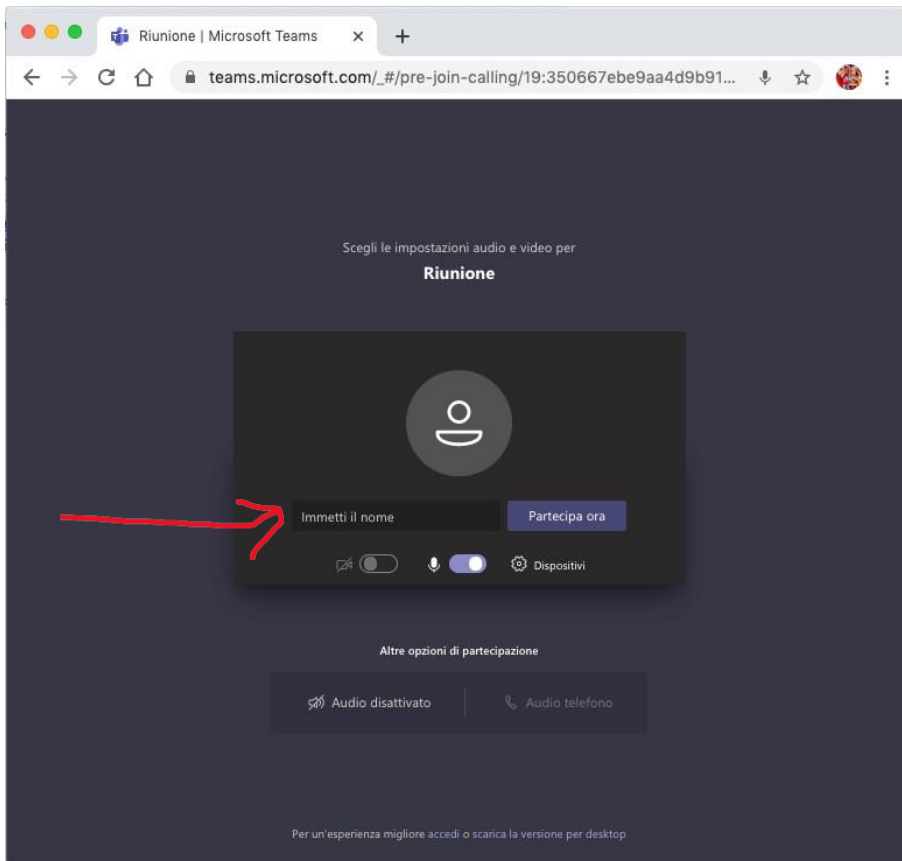 Riunione | Microsoft Teams
teams.microsoft.com/_#/pre-join-calling/19:350667ebe9aa4d9b91...
Scegli le impostazioni audio e video per
Riunione
Immetti il nome
Partecipa ora
Dispositivi
Altre opzioni di partecipazione
Audio disattivato
Audio telefono
Per un'esperienza migliore accedi o scarica la versione per desktop